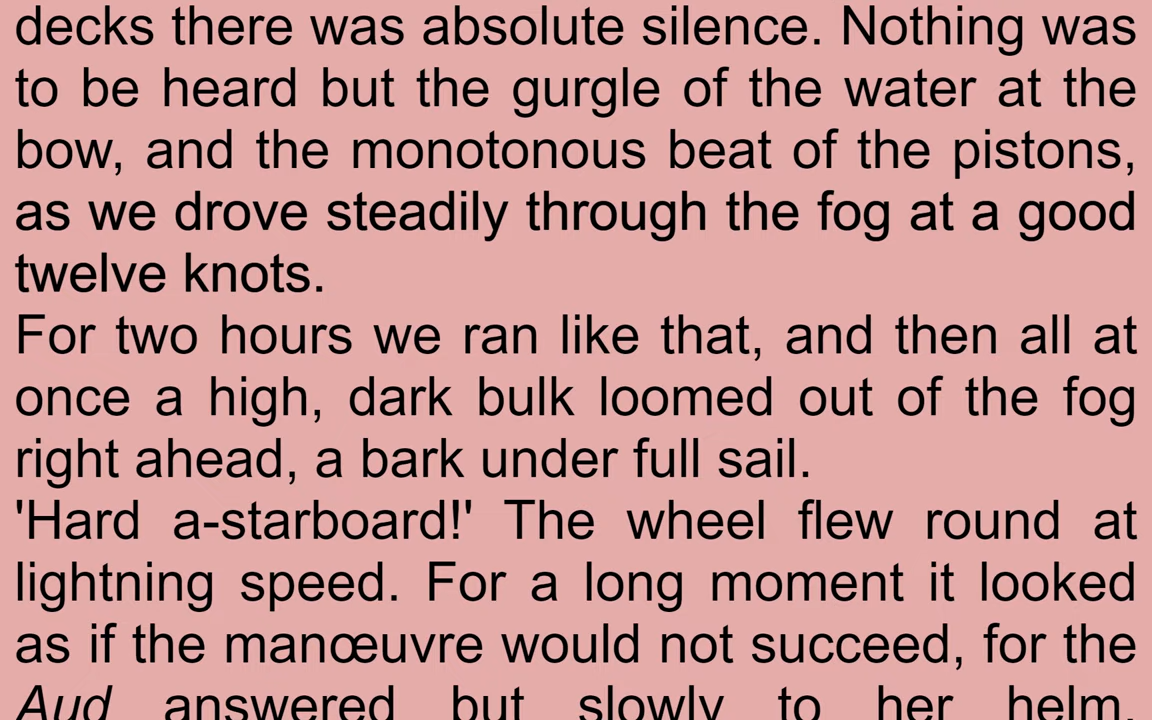 decks there was absolute silence. Nothing was
to be heard but the gurgle of the water at the
bow, and the monotonous beat of the pistons,
as we drove steadily through the fog at a good
twelve knots.
For two hours we ran like that, and then all at
once a high, dark bulk loomed out of the fog
right ahead, a bark under full sail.
'Hard a-starboard!' The wheel flew round at
lightning speed. For a long moment it looked
as if the manœuvre would not succeed, for the
Aud answered but slowly to her helm.